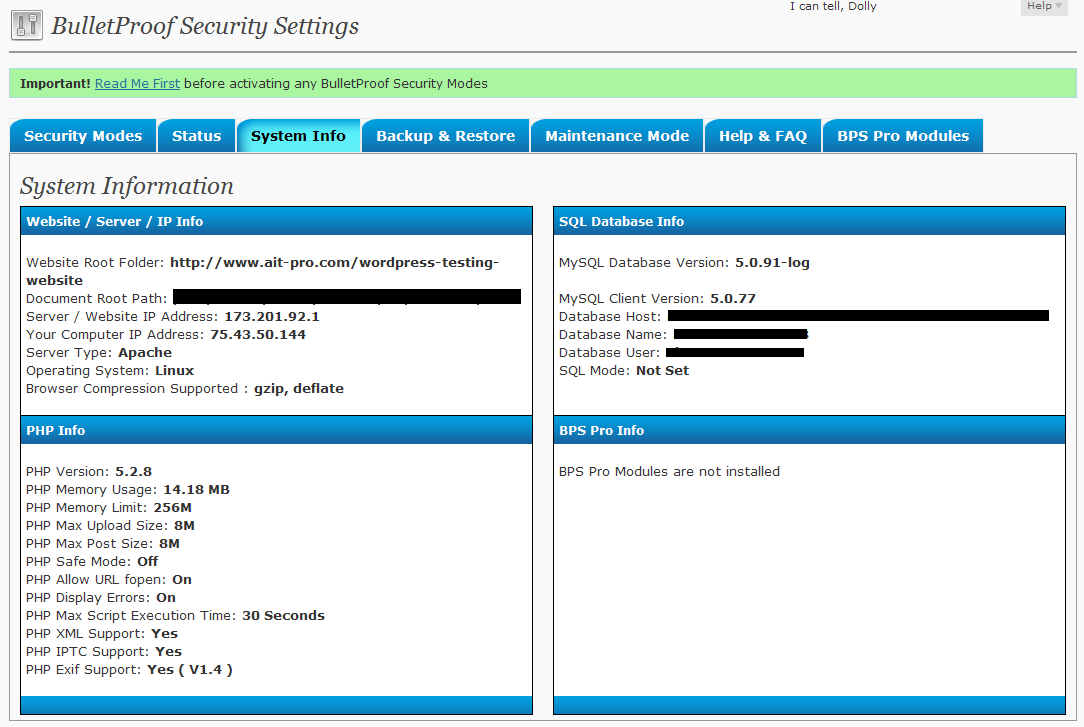 I can tell, Dolly
Help
BulletProof Security Settings
Important! Read Me First before activating any BulletProof Security Modes
Security Modes
Status
System Info
Backup & Restore
Maintenance Mode
Help & FAQ
BPS Pro Modules
System Information
Website / Server / IP Info
Website Root Folder: http://www.ait-pro.com/wordpress-testing-
website
Document Root Path:
Server / Website IP Address: 173.201.92.1
Your Computer IP Address: 75.43.50.144
Server Type: Apache
Operating System: Linux
Browser Compression Supported : gzip, deflate
SQL Database Info
MySQL Database Version: 5.0.91-log
MySQL Client Version: 5.0.77
Database Host:
Database Name:
Database User:
SQL Mode: Not Set
PHP Info
PHP Version: 5.2.8
PHP Memory Usage: 14.18 MB
PHP Memory Limit: 256M
PHP Max Upload Size: 8M
PHP Max Post Size: 8M
PHP Safe Mode: Off
PHP Allow URL fopen: On
PHP Display Errors: On
PHP Max Script Execution Time: 30 Seconds
PHP XML Support: Yes
PHP IPTC Support: Yes
PHP Exif Support: Yes ( V1.4 )
BPS Pro Info
BPS Pro Modules are not installed